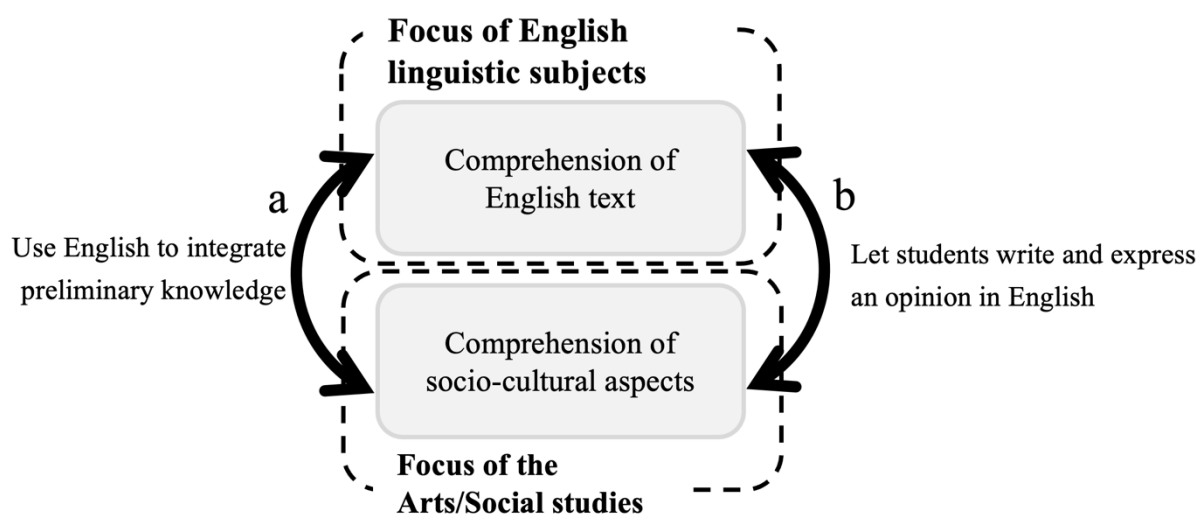 Focus of English
linguistic subjects
Comprehension of
English text
a
Use English to integrate
preliminary knowledge
b
Let students write and express
an opinion in English
Comprehension of
socio-cultural aspects
Focus of the
Arts/Social studies